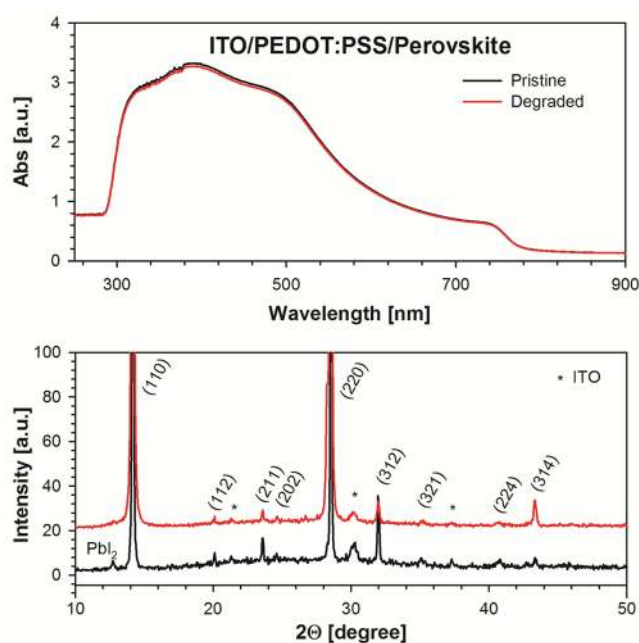 ITO/PEDOT:PSS/Perovskite
Pristine
Degraded
Abs [a.u.]
4
3
2
1
0
300 500 700 900
Wavelength [nm]
Intensity [a.u.]
100
80
60
40
20
0
(110)
(220)
* ITO
(112)
*
(211)
(202)
*
(312)
(321)
*
(224)
(314)
PbI₂
10 20 30 40 50
2Θ [degree]